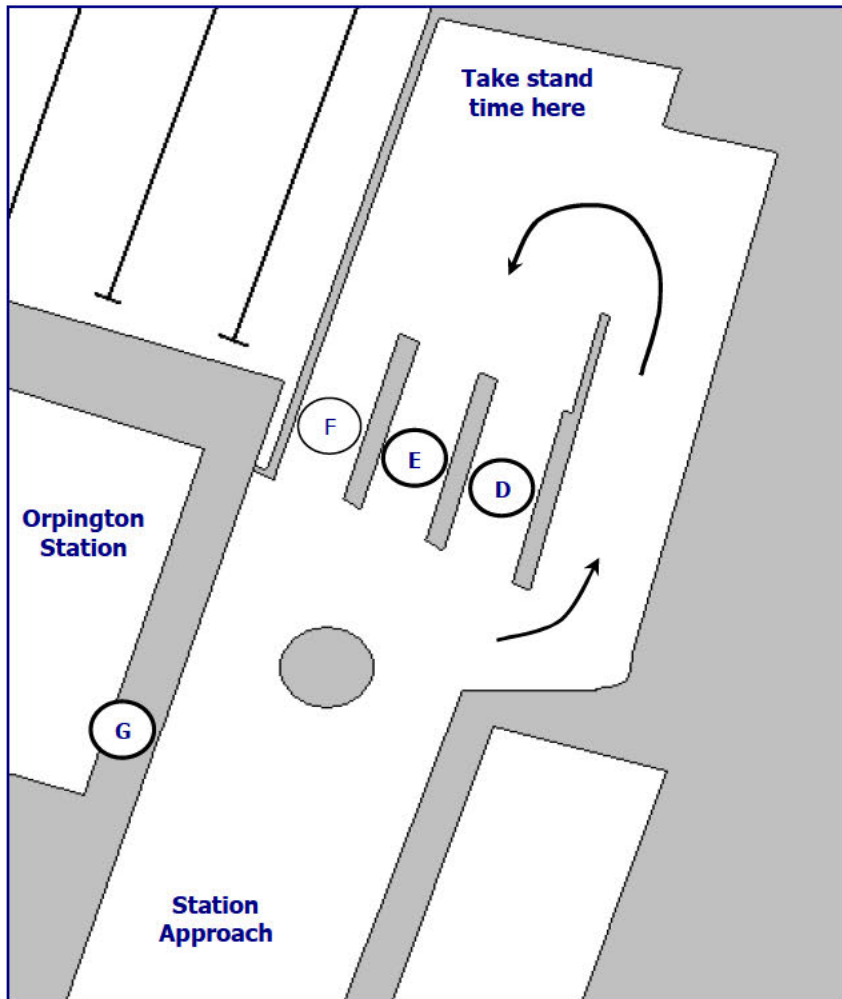 Take stand
time here
F
E
D
Orpington
Station
G
Station
Approach